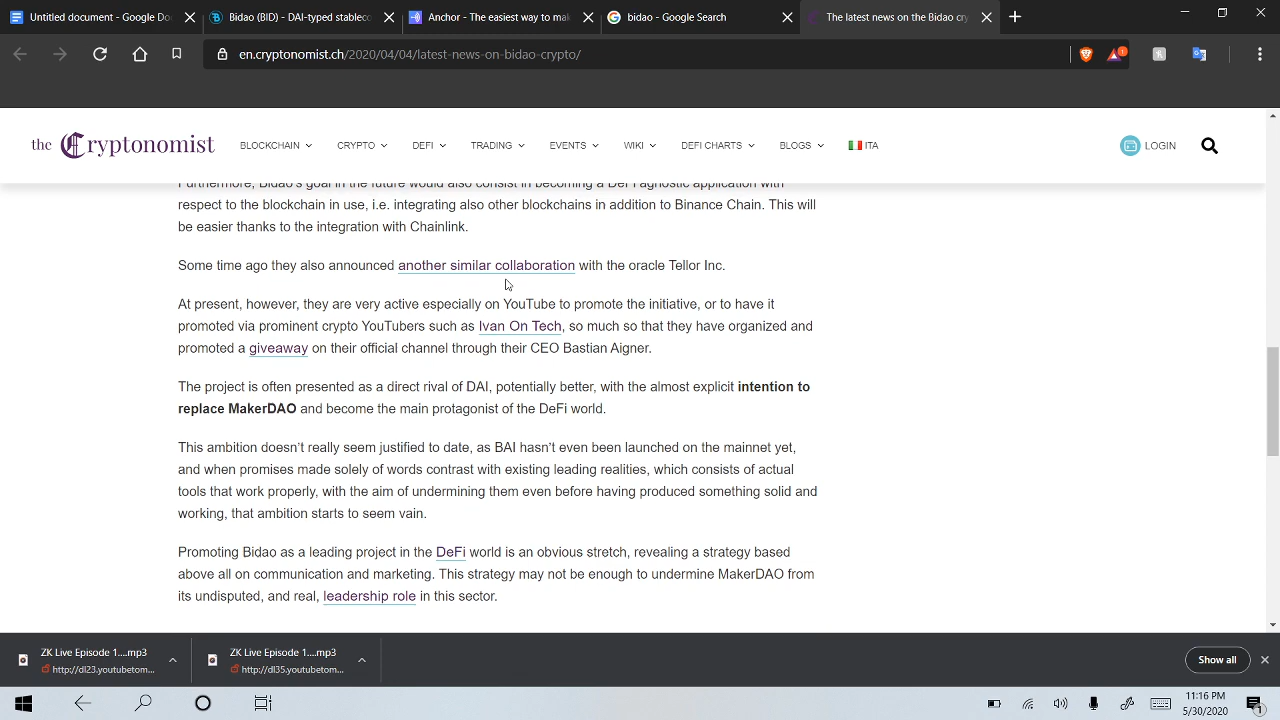 Untitled document - Google Do
Bidao (BID) - DAI-typed stablec
Anchor - The easiest way to mak
bidao - Google Search
The latest news on the Bidao cry
en.cryptonomist.ch/2020/04/04/latest-news-on-bidao-crypto/
1
the Cryptonomist
BLOCKCHAIN
CRYPTO
DEFI
TRADING
EVENTS
WIKI
DEFI CHARTS
BLOGS
ITA
LOGIN
Furthermore, Bidao's goal in the future would also consist in becoming a DeFi agnostic application with
respect to the blockchain in use, i.e. integrating also other blockchains in addition to Binance Chain. This will
be easier thanks to the integration with Chainlink.
Some time ago they also announced another similar collaboration with the oracle Tellor Inc.
At present, however, they are very active especially on YouTube to promote the initiative, or to have it
promoted via prominent crypto YouTubers such as Ivan On Tech, so much so that they have organized and
promoted a giveaway on their official channel through their CEO Bastian Aigner.
The project is often presented as a direct rival of DAI, potentially better, with the almost explicit intention to
replace MakerDAO and become the main protagonist of the DeFi world.
This ambition doesn't really seem justified to date, as BAI hasn't even been launched on the mainnet yet,
and when promises made solely of words contrast with existing leading realities, which consists of actual
tools that work properly, with the aim of undermining them even before having produced something solid and
working, that ambition starts to seem vain.
Promoting Bidao as a leading project in the DeFi world is an obvious stretch, revealing a strategy based
above all on communication and marketing. This strategy may not be enough to undermine MakerDAO from
its undisputed, and real, leadership role in this sector.
ZK Live Episode 1....mp3
http://dl23.youtubetom...
ZK Live Episode 1....mp3
http://dl35.youtubetom...
Show all
11:16 PM
5/30/2020
1